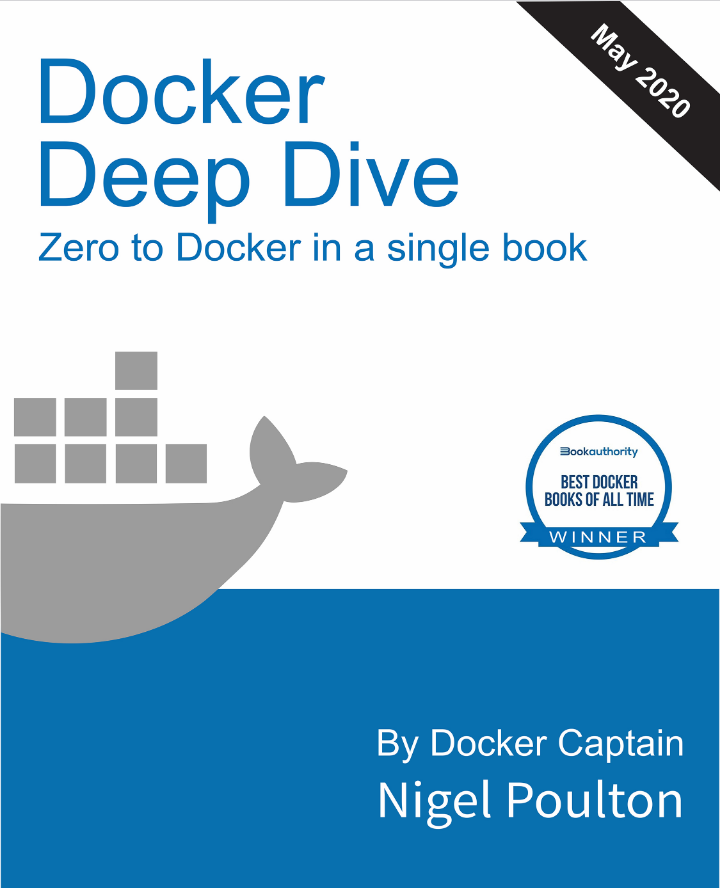 May 2020
Docker
Deep Dive
Zero to Docker in a single book
Bookauthority
BEST DOCKER
BOOKS OF ALL TIME
WINNER
By Docker Captain
Nigel Poulton